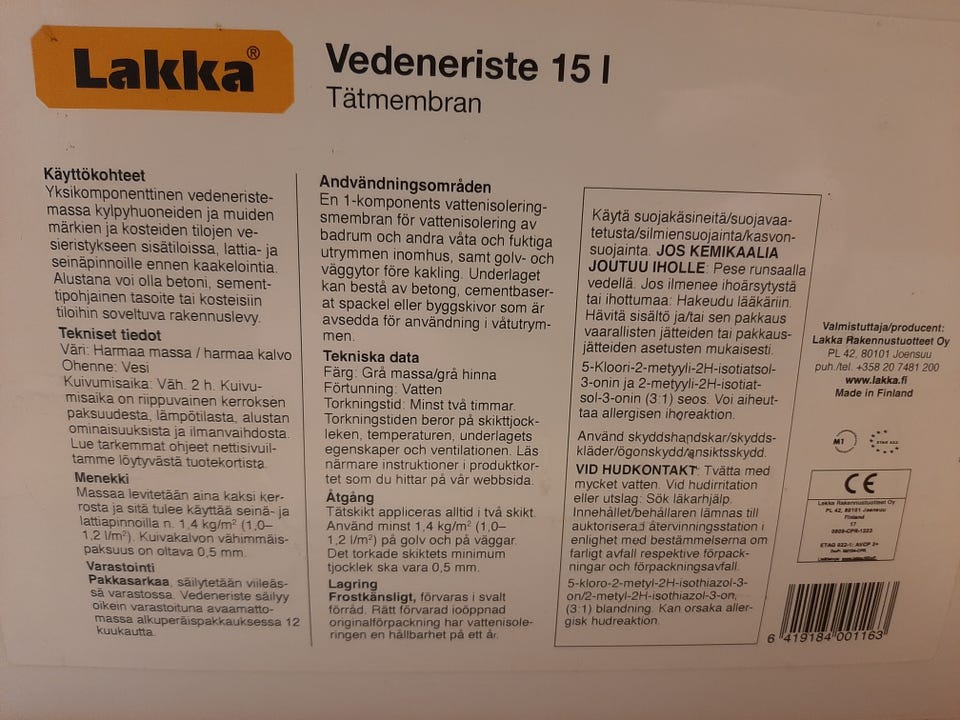 Lakka®
Vedeneriste 15 l
Tätmembran
Käyttökohteet
Yksikomponenttinen vedeneriste-
massa kylpyhuoneiden ja muiden
märkien ja kosteiden tilojen ve-
sieristykseen sisätiloissa, lattia- ja
seinäpinnoille ennen kaakelointia.
Alustana voi olla betoni, sement-
tipohjainen tasoite tai kosteisiin
tiloihin soveltuva rakennuslevy.
Tekniset tiedot
Väri: Harmaa massa / harmaa kalvo
Ohenne: Vesi
Kuivumisaika: Väh. 2 h. Kuivu-
misaika on riippuvainen kerroksen
paksuudesta, lämpötilasta, alustan
ominaisuuksista ja ilmanvaihdosta.
Lue tarkemmat ohjeet nettisivuil-
tamme löytyvästä tuotekortista.
Menekki
Massaa levitetään aina kaksi ker-
rosta ja sitä tulee käyttää seinä- ja
lattiapinnoilla n. 1,4 kg/m² (1,0–
1,2 l/m²). Kuivakalvon vähimmäis-
paksuus on oltava 0,5 mm.
Varastointi
Pakkasarkaa, säilytetään viileäs-
sä varastossa. Vedeneriste säilyy
oikein varastoituna avaamatto-
massa alkuperäispakkauksessa 12
kuukautta.
Andvändningsområden
En 1-komponents vattenisolering-
smembran för vattenisolering av
badrum och andra våta och fuktiga
utrymmen inomhus, samt golv- och
väggytor före kakling. Underlaget
kan bestå av betong, cementbaser-
at spackel eller byggskivor som är
avsedda för användning i våtutrym-
men.
Tekniska data
Färg: Grå massa/grå hinna
Förtunning: Vatten
Torkningstid: Minst två timmar.
Torkningstiden beror på skikttjock-
leken, temperaturen, underlagets
egenskaper och ventilationen. Läs
närmare instruktioner i produktkor-
tet som du hittar på vår webbsida.
Åtgång
Tätskikt appliceras alltid i två skikt.
Använd minst 1,4 kg/m² (1,0–
1,2 l/m²) på golv och på väggar.
Det torkade skiktets minimum
tjocklek ska vara 0,5 mm.
Lagring
Frostkänsligt, förvaras i svalt
förråd. Rätt förvarad ioöppnad
originalförpackning har vattenisole-
ringen en hållbarhet på ett år.
Käytä suojakäsineitä/suojavaa-
tetusta/silmiensuojainta/kasvon-
suojainta. JOS KEMIKAALIA
JOUTUU IHOLLE: Pese runsaalla
vedellä. Jos ilmenee ihoärsytystä
tai ihottumaa: Hakeudu lääkäriin.
Hävitä sisältö ja/tai sen pakkaus
vaarallisten jätteiden tai pakkaus-
jätteiden asetusten mukaisesti.
5-Kloori-2-metyyli-2H-isotiatsol-
3-onin ja 2-metyyli-2H-isotiat-
sol-3-onin (3:1) seos. Voi aiheut-
taa allergisen ihoreaktion.
Använd skyddshandskar/skydds-
kläder/ögonskydd/ansiktsskydd.
VID HUDKONTAKT: Tvätta med
mycket vatten. Vid hudirritation
eller utslag: Sök läkarhjälp.
Innehållet/behållaren lämnas till
auktoriserad återvinningsstation i
enlighet med bestämmelserna om
farligt avfall respektive förpack-
ningar och förpackningsavfall.
5-kloro-2-metyl-2H-isothiazol-3-
on/2-metyl-2H-isothiazol-3-on,
(3:1) blandning. Kan orsaka aller-
gisk hudreaktion.
Valmistuttaja/producent:
Lakka Rakennustuotteet Oy
PL 42, 80101 Joensuu
puh./tel. +358 20 7481 200
www.lakka.fi
Made in Finland
M1
ETAG 022
CE
Lakka Rakennustuotteet Oy
PL 42, 80101 Joensuu
Finland
17
0809-CPR-1222
ETAG 022-1: AVCP 2+
6 419184 001163